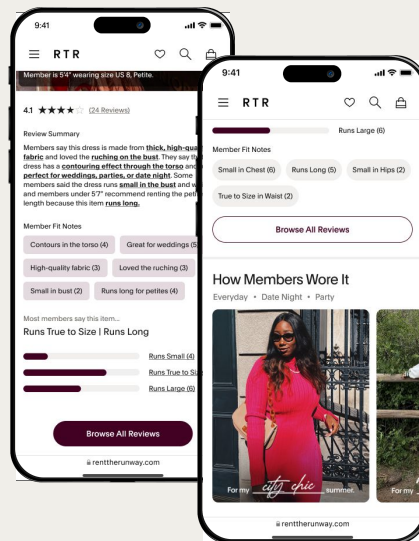 9:41
RTR
Member is 5'4" wearing size US 8, Petite.
4.1 ★★★★☆ (24 Reviews)
Review Summary
Members say this dress is made from thick, high-qua
fabric and loved the ruching on the bust. They say th
dress has a contouring effect through the torso and
perfect for weddings, parties, or date night. Some
members said the dress runs small in the bust and w
and members under 5'7" recommend renting the peti
length because this item runs long.
Member Fit Notes
Contours in the torso (4)
Great for weddings (5
High-quality fabric (3)
Loved the ruching (3)
Small in bust (2)
Runs long for petites (4)
Most members say this item...
Runs True to Size | Runs Long
Runs Small (4)
Runs True to Siz
Runs Large (6)
Browse All Reviews
renttherunway.com
9:41
RTR
Runs Large (6)
Member Fit Notes
Small in Chest (6)
Runs Long (5)
Small in Hips (2)
True to Size in Waist (2)
Browse All Reviews
How Members Wore It
Everyday • Date Night • Party
For my city chic summer.
For my
renttherunway.com